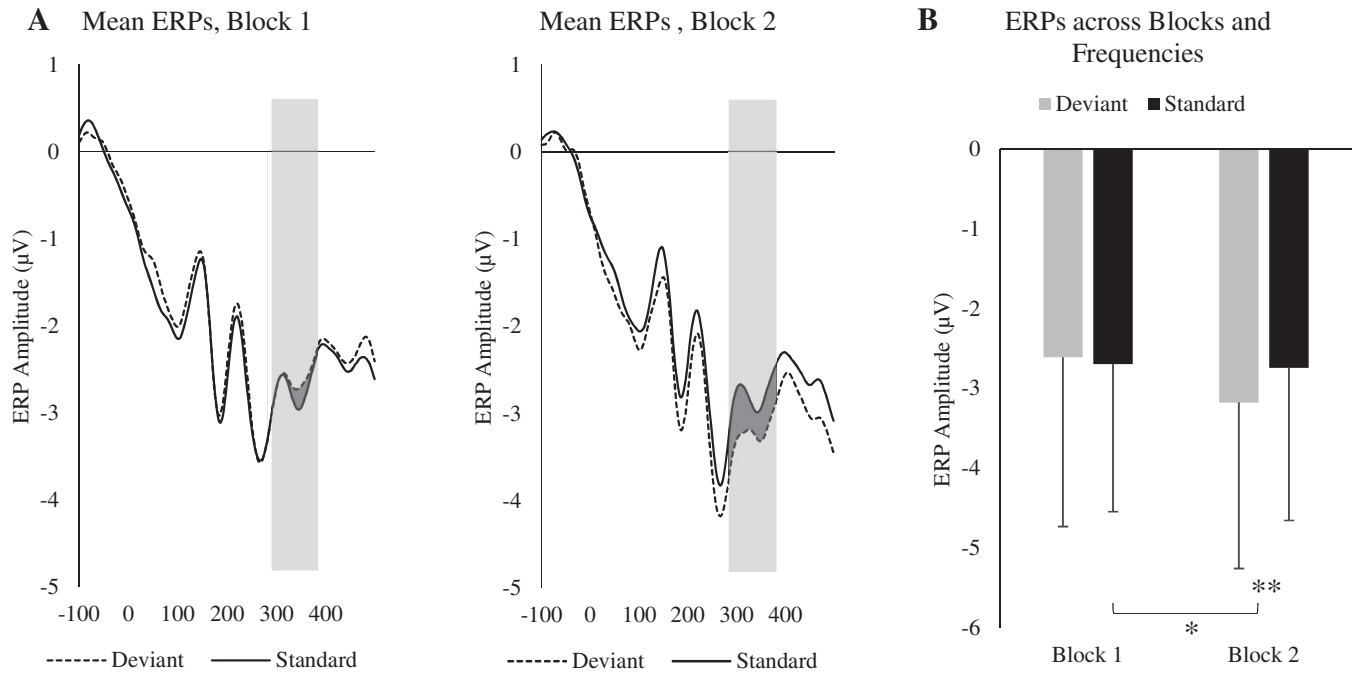 A Mean ERPs, Block 1
1
0
-1
-2
-3
-4
-5
ERP Amplitude (µV)
-100 0 100 200 300 400
Deviant Standard
Mean ERPs , Block 2
1
0
-1
-2
-3
-4
-5
ERP Amplitude (µV)
-100 0 100 200 300 400
Deviant Standard
B ERPs across Blocks and
Frequencies
Deviant Standard
0
-1
-2
-3
-4
-5
-6
ERP Amplitude (µV)
**
*
Block 1 Block 2